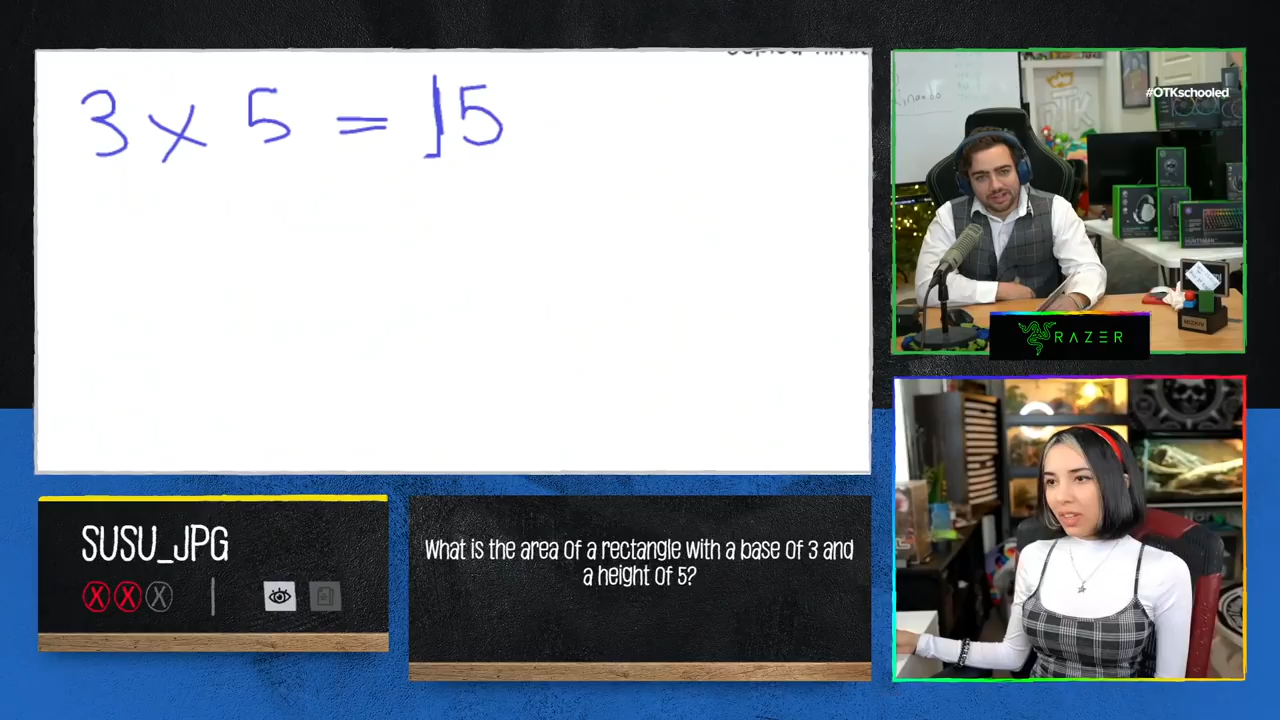 3 x 5 = 15
#OTKschooled
RAZER
SUSU_JPG
X X X
What is the area of a rectangle with a base of 3 and
a height of 5?